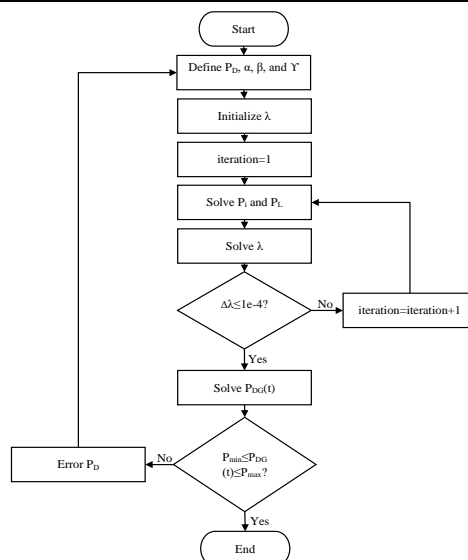 Start
Define P_D, α, β, and ϒ
Initialize λ
iteration=1
Solve P_i and P_L
Solve λ
Δλ≤1e-4?
No
iteration=iteration+1
Yes
Solve P_DG(t)
P_min≤P_DG
(t)≤P_max?
No
Error P_D
Yes
End